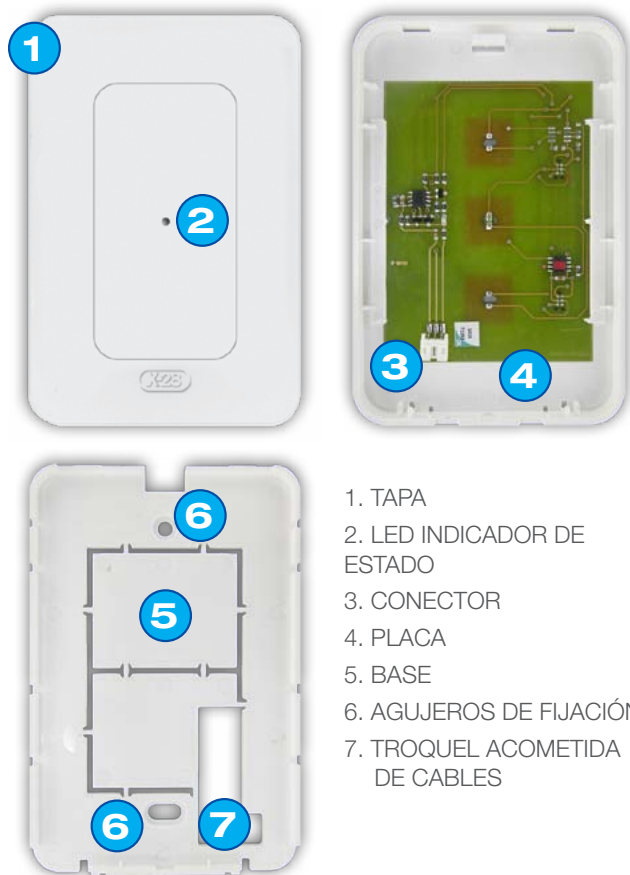 1
2
X-28
3
4
6
5
6
7
1. TAPA
2. LED INDICADOR DE
ESTADO
3. CONECTOR
4. PLACA
5. BASE
6. AGUJEROS DE FIJACIÓN
7. TROQUEL ACOMETIDA
DE CABLES